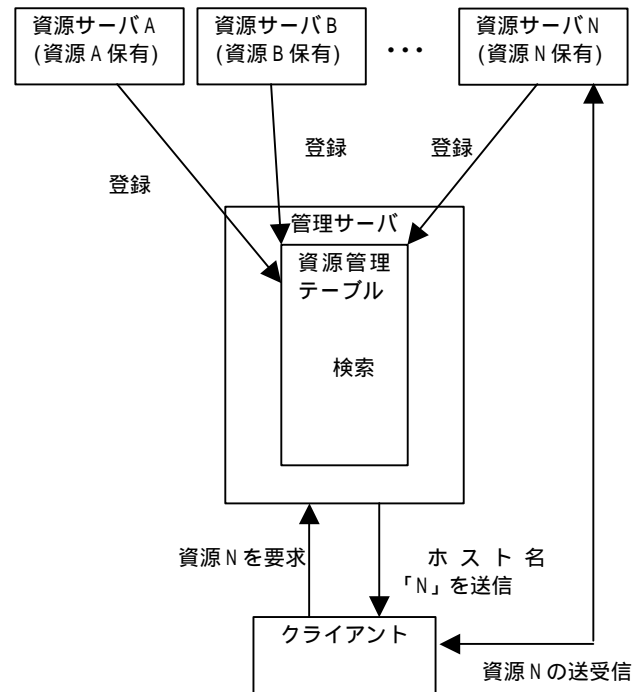 資源サーバA
(資源A保有)
資源サーバB
(資源B保有)
・・・
資源サーバN
(資源N保有)
登録
登録
登録
管理サーバ
資源管理
テーブル
検索
資源Nを要求
ホスト名
「N」を送信
クライアント
資源Nの送受信